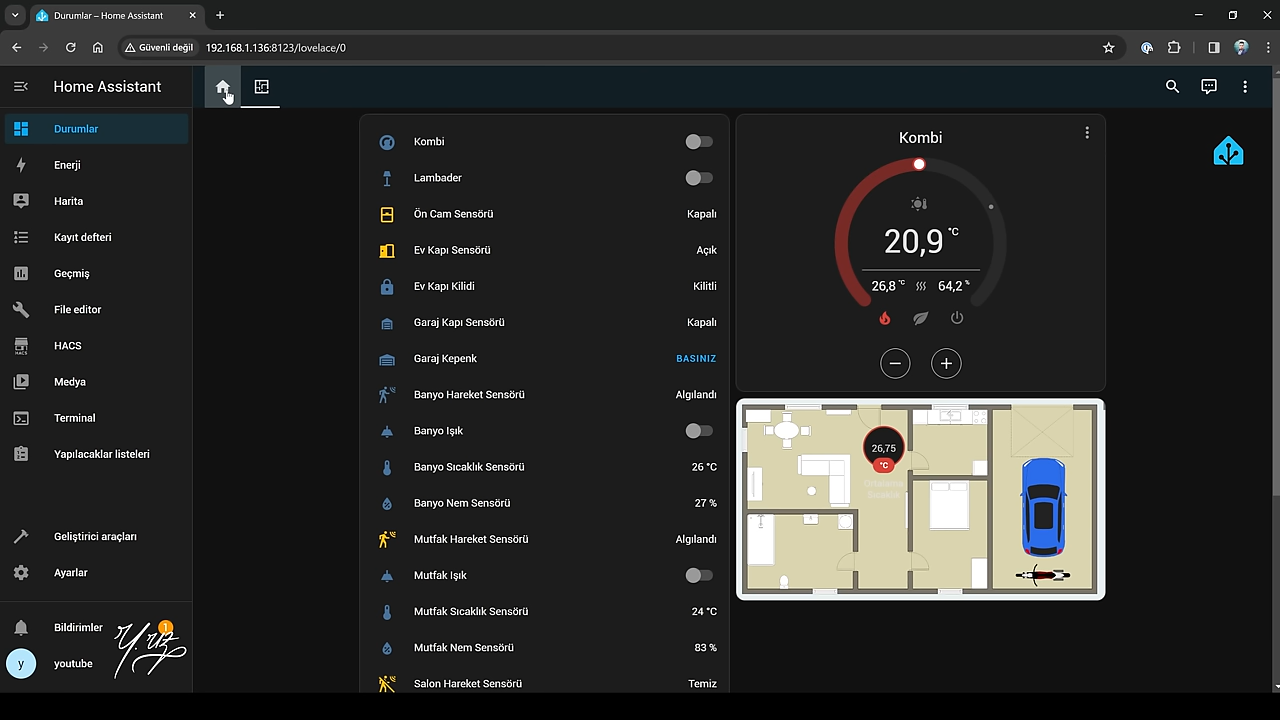 Durumlar – Home Assistant
Güvenli değil
192.168.1.136:8123/lovelace/0
Home Assistant
Durumlar
Enerji
Harita
Kayıt defteri
Geçmiş
File editor
HACS
HACS
Medya
Terminal
Yapılacaklar listeleri
Geliştirici araçları
Ayarlar
Bildirimler
1
y
youtube
Kombi
Lambader
Ön Cam Sensörü Kapalı
Ev Kapı Sensörü Açık
Ev Kapı Kilidi Kilitli
Garaj Kapı Sensörü Kapalı
Garaj Kepenk BASINIZ
Banyo Hareket Sensörü Algılandı
Banyo Işık
Banyo Sıcaklık Sensörü 26 °C
Banyo Nem Sensörü 27 %
Mutfak Hareket Sensörü Algılandı
Mutfak Işık
Mutfak Sıcaklık Sensörü 24 °C
Mutfak Nem Sensörü 83 %
Salon Hareket Sensörü Temiz
Kombi
20,9 °C
26,8 °C 64,2 %
26,75
°C
Ortalama
Sıcaklık